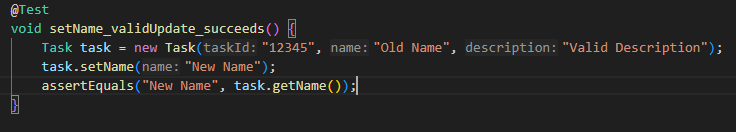 @Test
void setName_validUpdate_succeeds() {
    Task task = new Task(taskId: "12345", name: "Old Name", description: "Valid Description");
    task.setName(name: "New Name");
    assertEquals("New Name", task.getName());
}